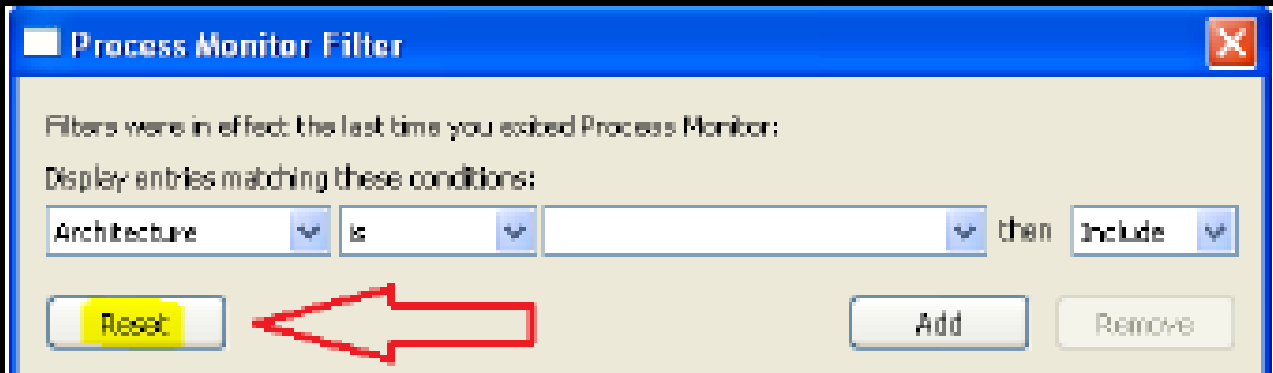 Process Monitor Filter
Filters were in effect the last time you exited Process Monitor:
Display entries matching these conditions:
Architecture is then Include
Reset Add Remove